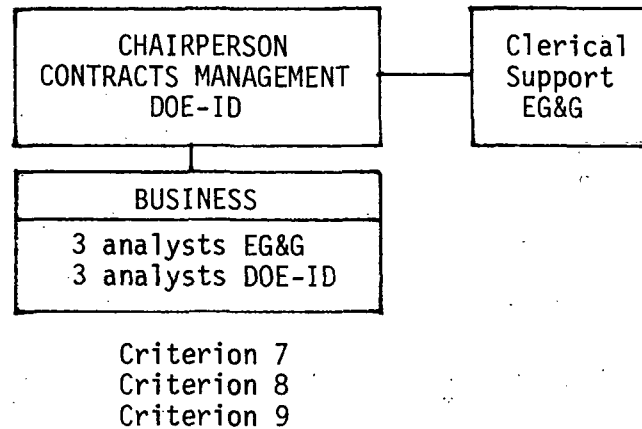 CHAIRPERSON
CONTRACTS MANAGEMENT
DOE-ID
Clerical
Support
EG&G
BUSINESS
3 analysts EG&G
3 analysts DOE-ID
Criterion 7
Criterion 8
Criterion 9